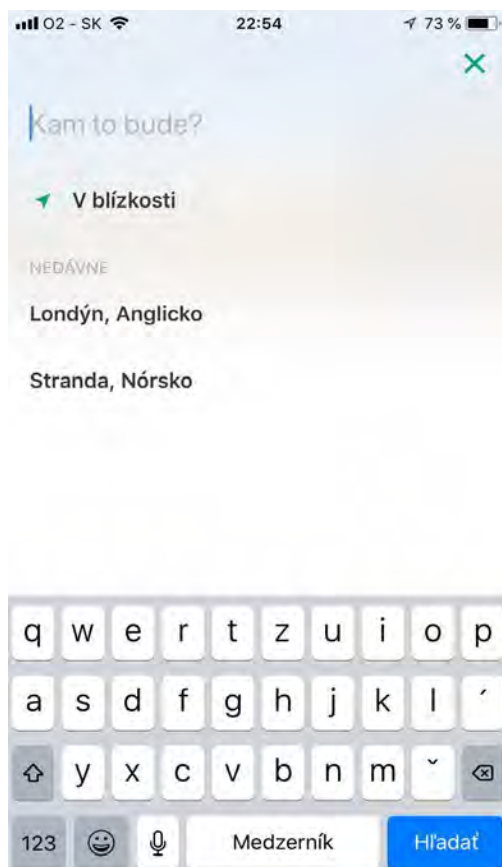 O2 - SK 22:54 73 %
Kam to bude?
V blízkosti
NEDÁVNE
Londýn, Anglicko
Stranda, Nórsko
q w e r t z u i o p
a s d f g h j k l ´
y x c v b n m ˇ
123 Medzerník Hľadať